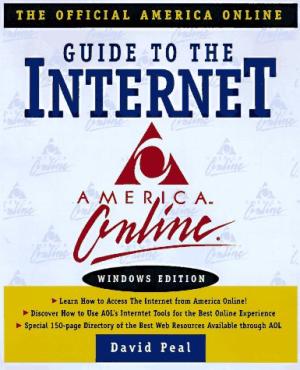 THE OFFICIAL AMERICA ONLINE
GUIDE TO THE
INTERNET
AMERICA
Online
WINDOWS EDITION
▶ Learn How to Access The Internet from America Online!
▶ Discover How to Use AOL's Interntet Tools for the Best Online Experience
▶ Special 150-page Directory of the Best Web Resources Available through AOL
David Peal